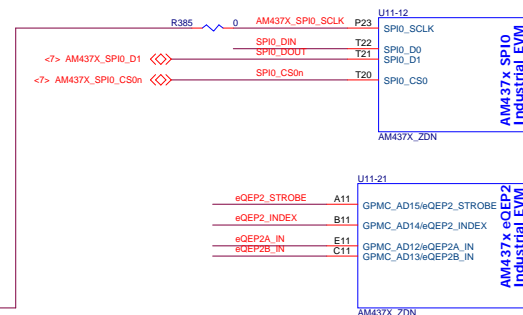 U11-12
R385 0 AM437X_SPI0_SCLK P23 SPI0_SCLK
SPI0_DIN T22 SPI0_D0
<7> AM437X_SPI0_D1 SPI0_DOUT T21 SPI0_D1
<7> AM437X_SPI0_CS0n SPI0_CS0n T20 SPI0_CS0
AM437x SPI0
Industrial EVM
AM437X_ZDN
U11-21
eQEP2_STROBE A11 GPMC_AD15/eQEP2_STROBE
eQEP2_INDEX B11 GPMC_AD14/eQEP2_INDEX
eQEP2A_IN E11 GPMC_AD12/eQEP2A_IN
eQEP2B_IN C11 GPMC_AD13/eQEP2B_IN
AM437x eQEP2
Industrial EVM
AM437X_ZDN